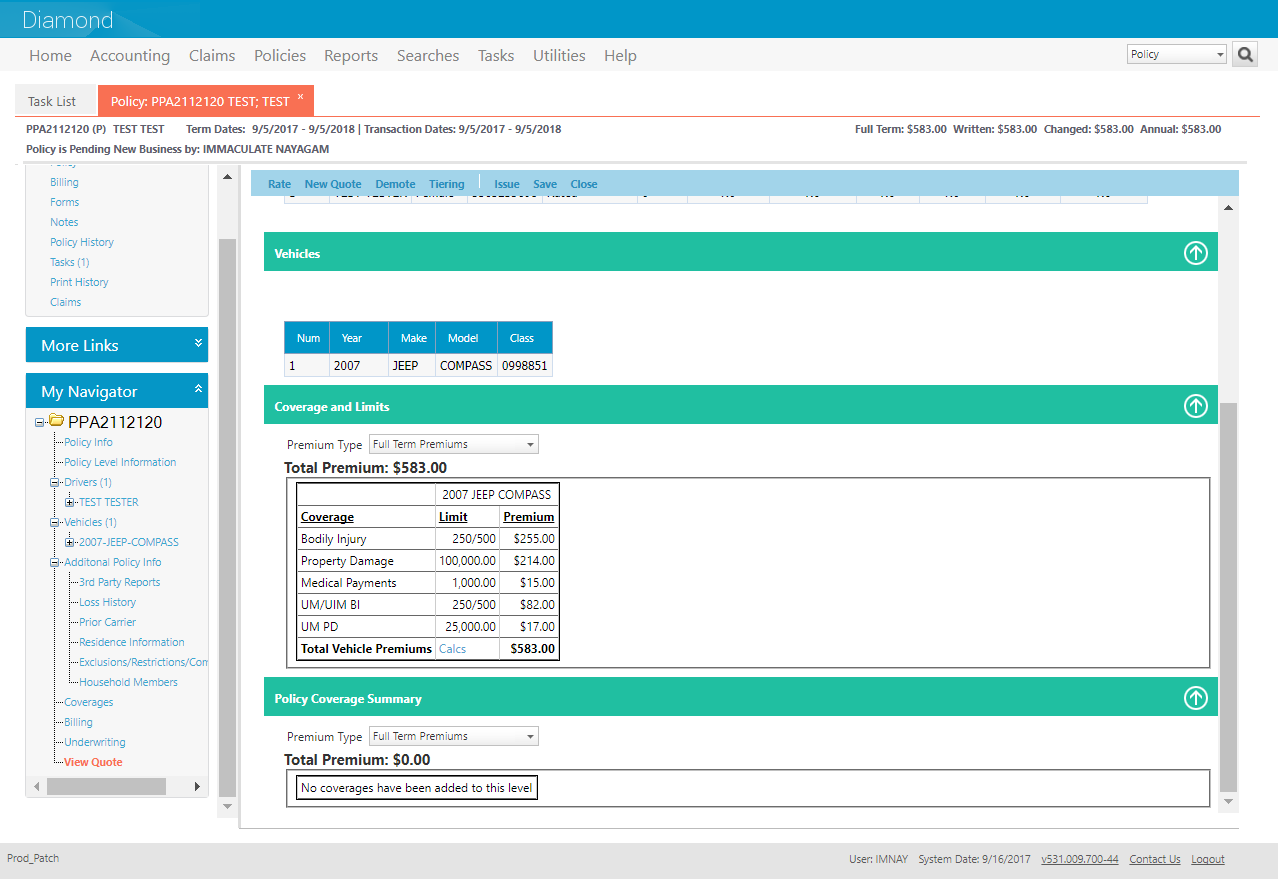 Diamond
Home Accounting Claims Policies Reports Searches Tasks Utilities Help Policy
Task List Policy: PPA2112120 TEST; TEST x
PPA2112120 (P) TEST TEST Term Dates: 9/5/2017 - 9/5/2018 | Transaction Dates: 9/5/2017 - 9/5/2018 Full Term: $583.00 Written: $583.00 Changed: $583.00 Annual: $583.00
Policy is Pending New Business by: IMMACULATE NAYAGAM
Billing
Forms
Notes
Policy History
Tasks (1)
Print History
Claims
More Links
My Navigator
PPA2112120
Policy Info
Policy Level Information
Drivers (1)
TEST TESTER
Vehicles (1)
2007-JEEP-COMPASS
Additonal Policy Info
3rd Party Reports
Loss History
Prior Carrier
Residence Information
Exclusions/Restrictions/Con
Household Members
Coverages
Billing
Underwriting
View Quote
Rate New Quote Demote Tiering Issue Save Close
Vehicles
Num Year Make Model Class
1 2007 JEEP COMPASS 0998851
Coverage and Limits
Premium Type Full Term Premiums
Total Premium: $583.00
2007 JEEP COMPASS
Coverage Limit Premium
Bodily Injury 250/500 $255.00
Property Damage 100,000.00 $214.00
Medical Payments 1,000.00 $15.00
UM/UIM BI 250/500 $82.00
UM PD 25,000.00 $17.00
Total Vehicle Premiums Calcs $583.00
Policy Coverage Summary
Premium Type Full Term Premiums
Total Premium: $0.00
No coverages have been added to this level
Prod_Patch User: IMNAY System Date: 9/16/2017 v531.009.700-44 Contact Us Logout